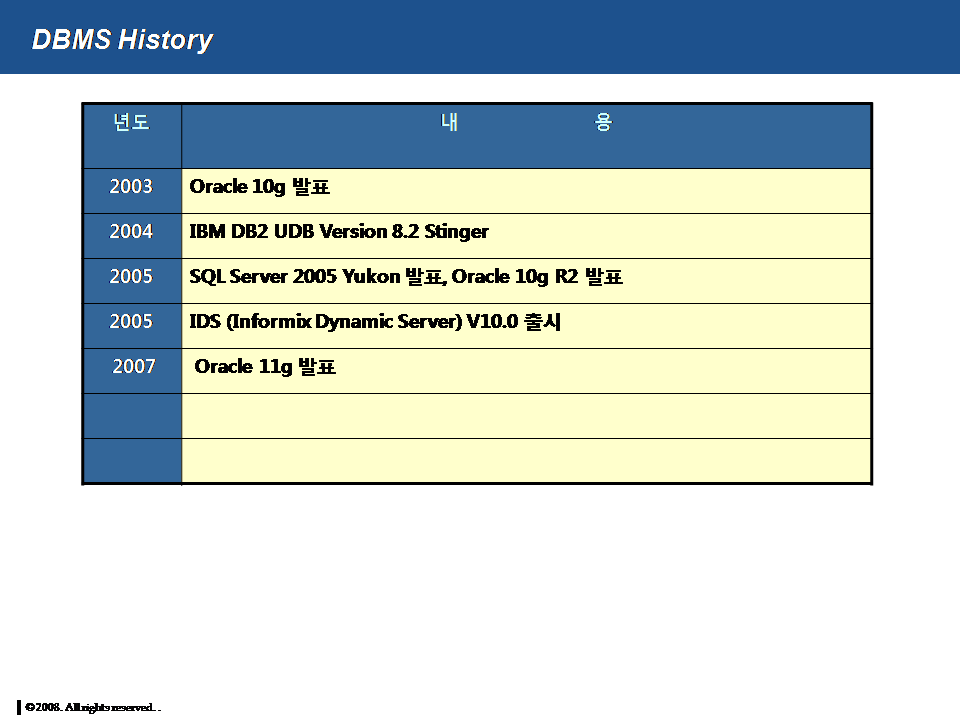 DBMS History
년도 내 용
2003 Oracle 10g 발표
2004 IBM DB2 UDB Version 8.2 Stinger
2005 SQL Server 2005 Yukon 발표, Oracle 10g R2 발표
2005 IDS (Informix Dynamic Server) V10.0 출시
2007 Oracle 11g 발표
©2008. All rights reserved. .